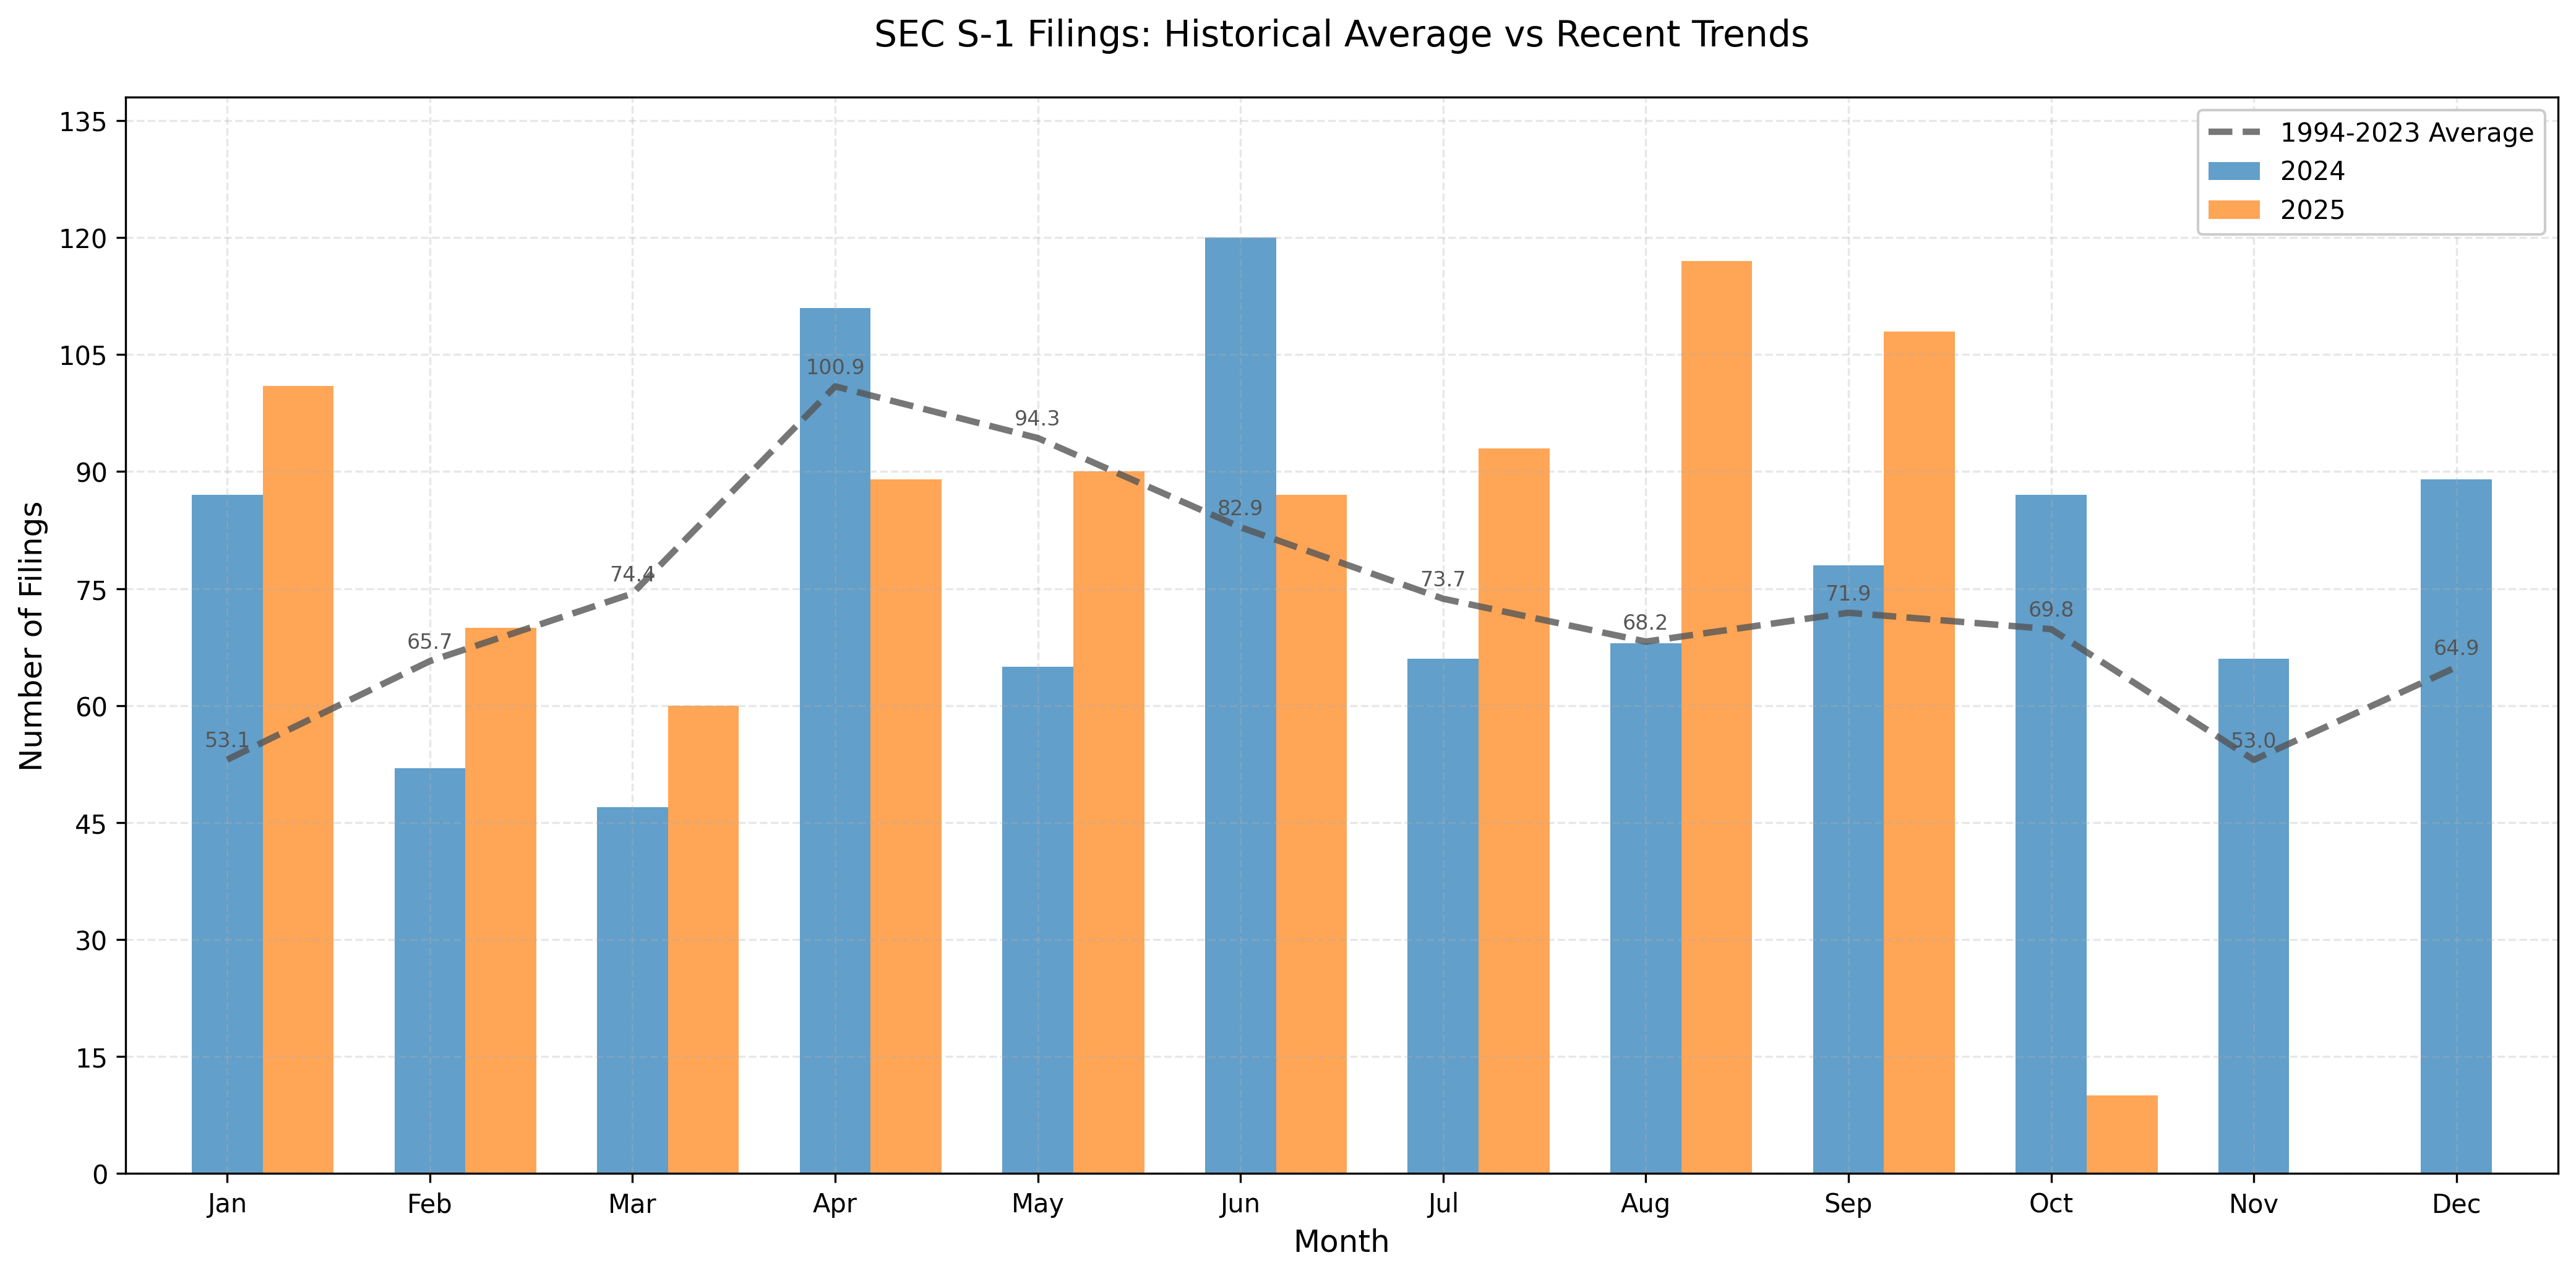 SEC S-1 Filings: Historical Average vs Recent Trends
1994-2023 Average
2024
2025
Number of Filings
135
120
105
90
75
60
45
30
15
0
53.1
65.7
74.4
100.9
94.3
82.9
73.7
68.2
71.9
69.8
53.0
64.9
Jan
Feb
Mar
Apr
May
Jun
Jul
Aug
Sep
Oct
Nov
Dec
Month